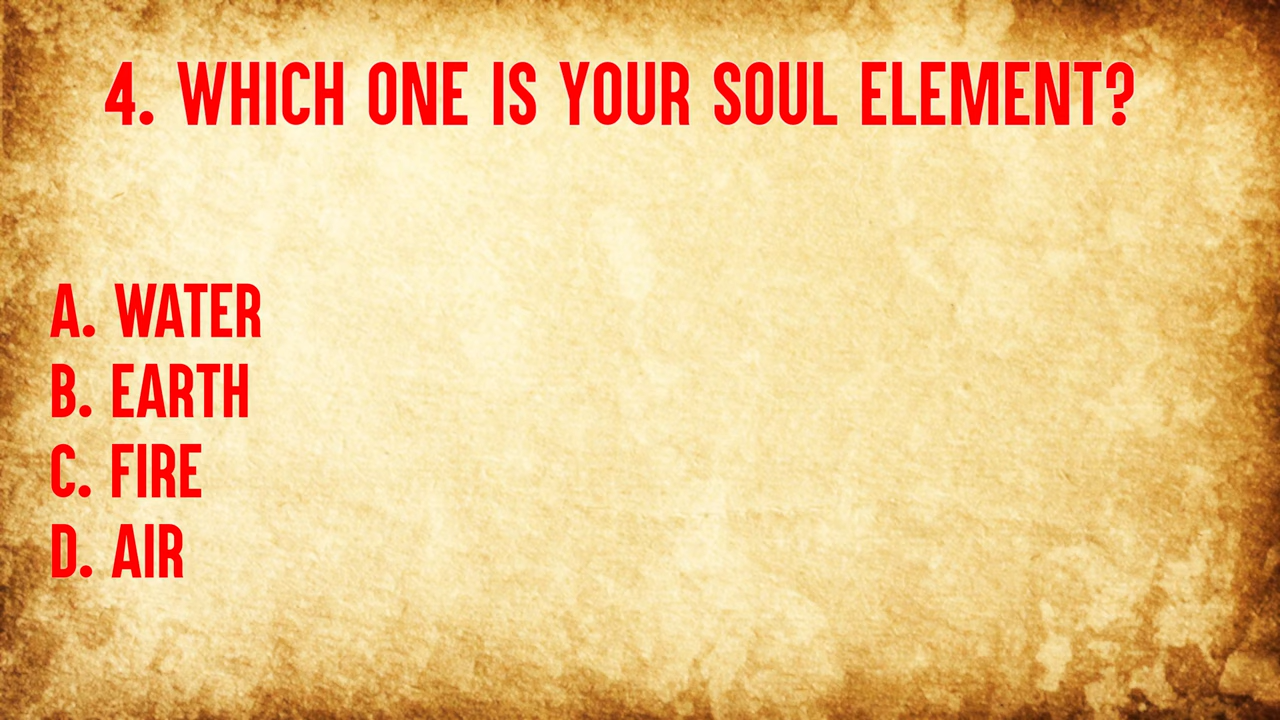 4. WHICH ONE IS YOUR SOUL ELEMENT?
A. WATER
B. EARTH
C. FIRE
D. AIR